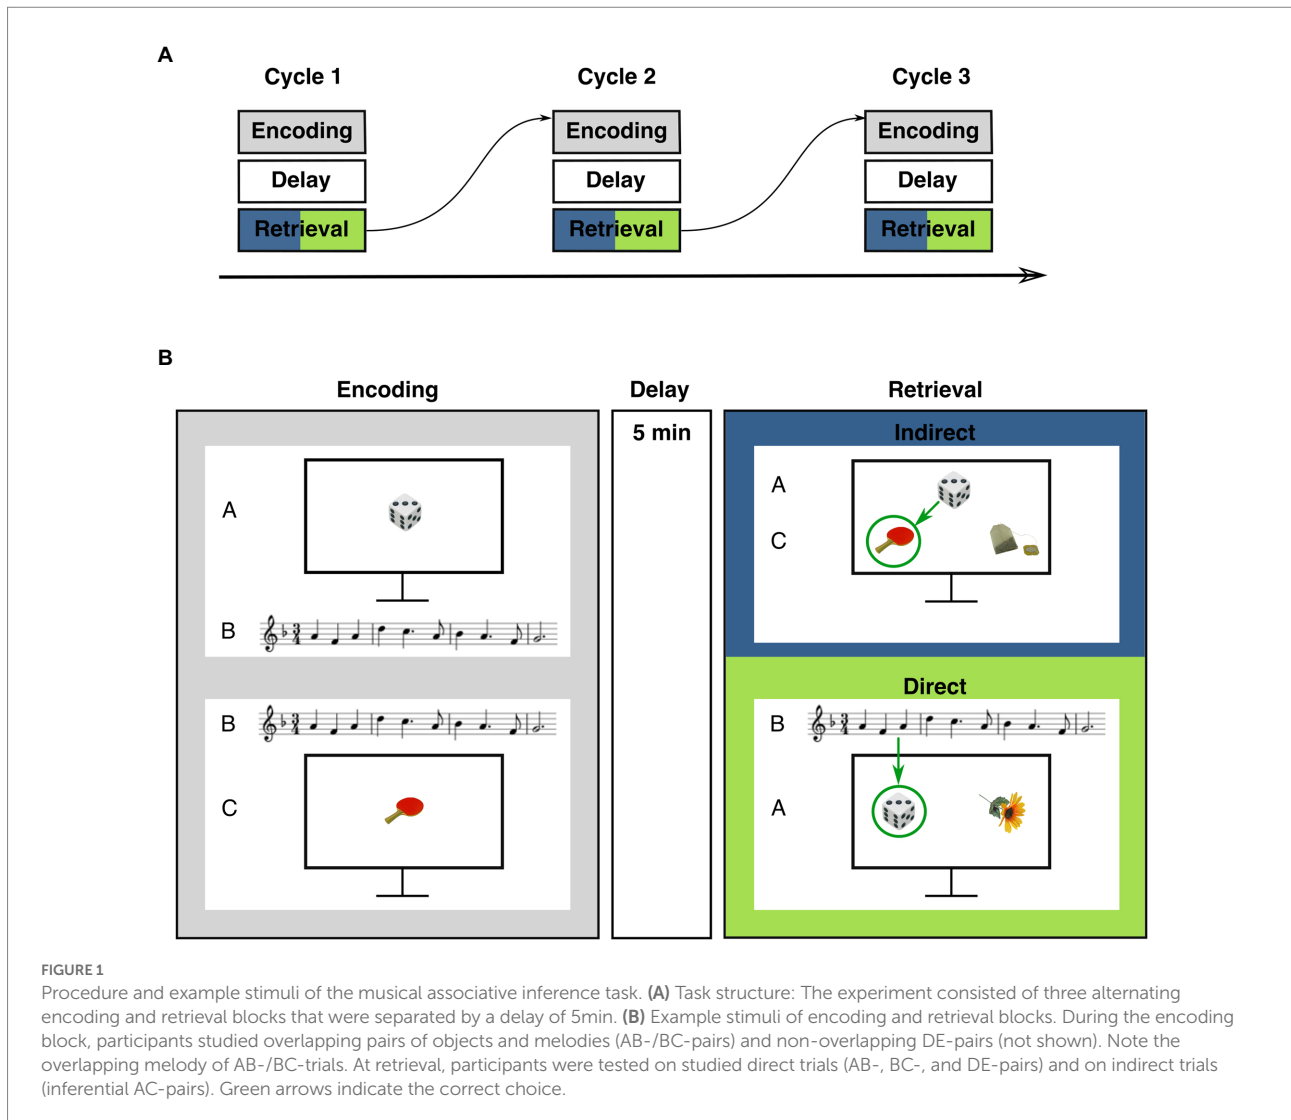 A
Cycle 1 Cycle 2 Cycle 3
Encoding Encoding Encoding
Delay Delay Delay
Retrieval Retrieval Retrieval
B
Encoding Delay Retrieval
5 min Indirect
A A
C
B 3 4
Direct
B 3 4 B 3 4
C A
FIGURE 1
Procedure and example stimuli of the musical associative inference task. (A) Task structure: The experiment consisted of three alternating
encoding and retrieval blocks that were separated by a delay of 5min. (B) Example stimuli of encoding and retrieval blocks. During the encoding
block, participants studied overlapping pairs of objects and melodies (AB-/BC-pairs) and non-overlapping DE-pairs (not shown). Note the
overlapping melody of AB-/BC-trials. At retrieval, participants were tested on studied direct trials (AB-, BC-, and DE-pairs) and on indirect trials
(inferential AC-pairs). Green arrows indicate the correct choice.